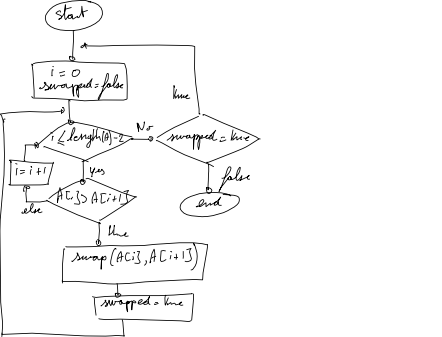 start
i = 0
swapped = false
i ≤ length(A)-2
No
swapped = true
true
false
end
i = i+1
yes
A[i] > A[i+1]
else
true
swap(A[i], A[i+1])
swapped = true